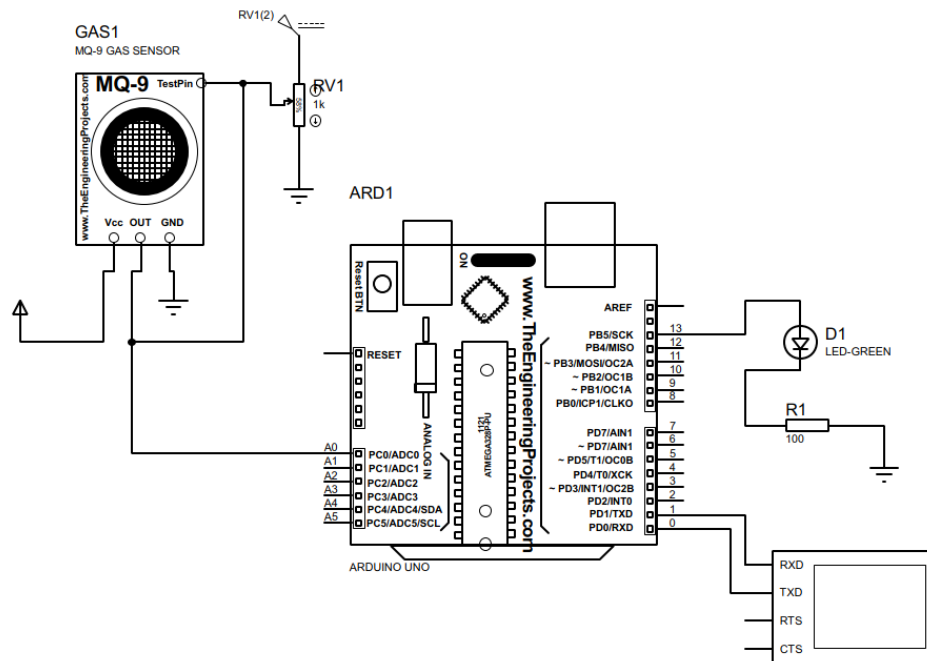 RV1(2)
GAS1
MQ-9 GAS SENSOR
MQ-9
TestPin
www.TheEngineeringProjects.com
Vcc OUT GND
RV1
58%
1k
ARD1
Reset BTN
ON
www.TheEngineeringProjects.com
RESET
ANALOG IN
1121
AREF
PB5/SCK 13
PB4/MISO 12
~ PB3/MOSI/OC2A 11
~ PB2/OC1B 10
~ PB1/OC1A 9
PB0/ICP1/CLKO 8
PD7/AIN1 7
~ PD7/AIN1 6
~ PD5/T1/OC0B 5
PD4/T0/XCK 4
~ PD3/INT1/OC2B 3
PD2/INT0 2
PD1/TXD 1
PD0/RXD 0
A0 PC0/ADC0
A1 PC1/ADC1
A2 PC2/ADC2
A3 PC3/ADC3
A4 PC4/ADC4/SDA
A5 PC5/ADC5/SCL
ARDUINO UNO
D1
LED-GREEN
R1
100
RXD
TXD
RTS
CTS